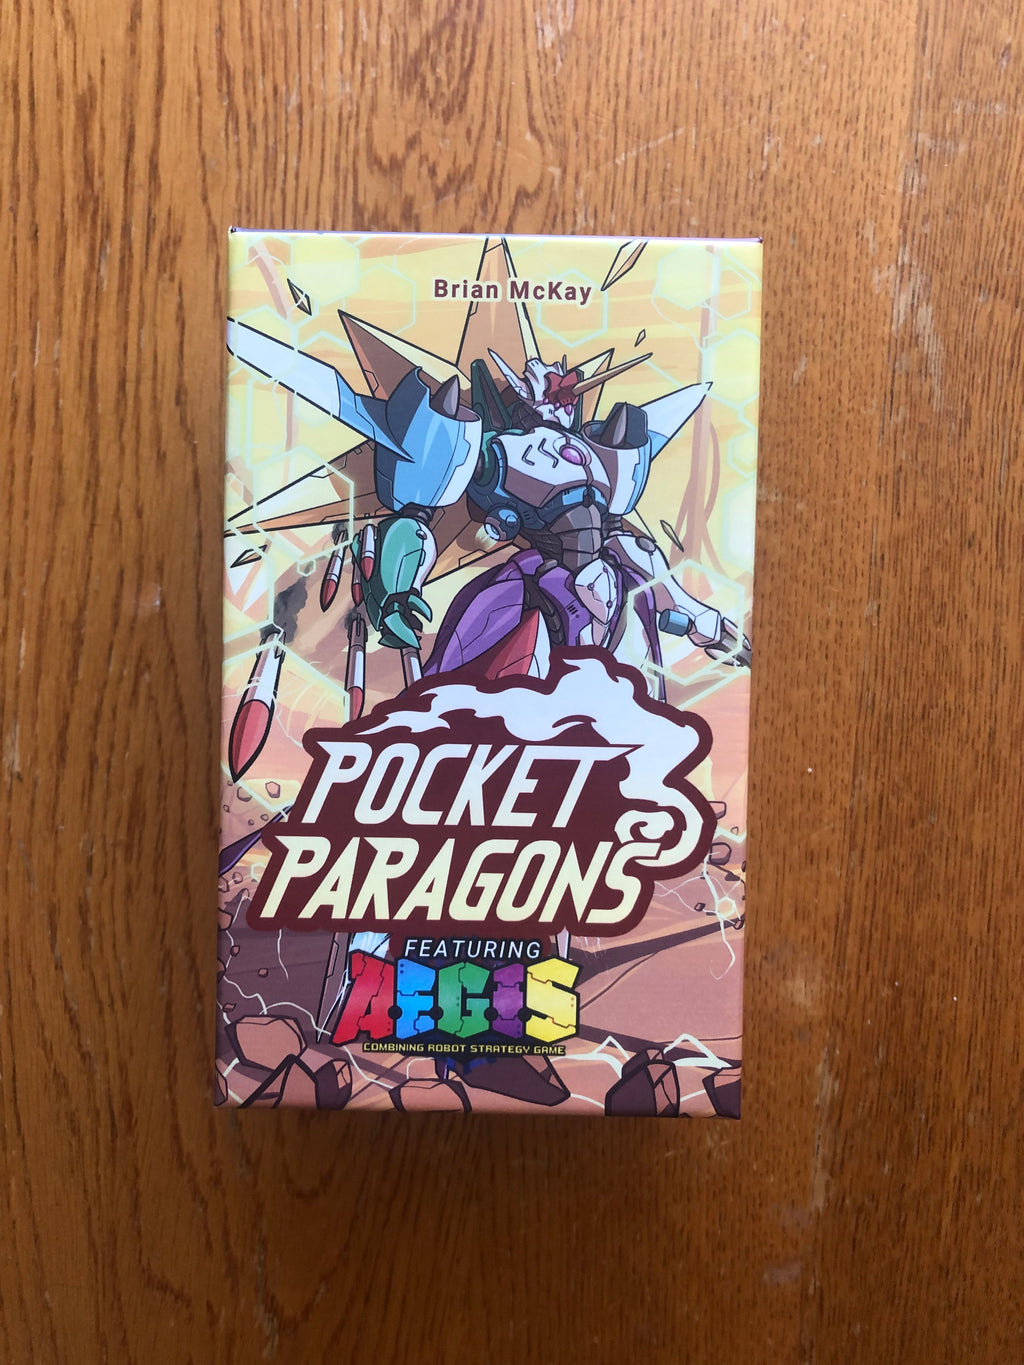 Brian McKay
POCKET
PARAGONS
FEATURING
A.E.G.I.S
COMBINING ROBOT STRATEGY GAME